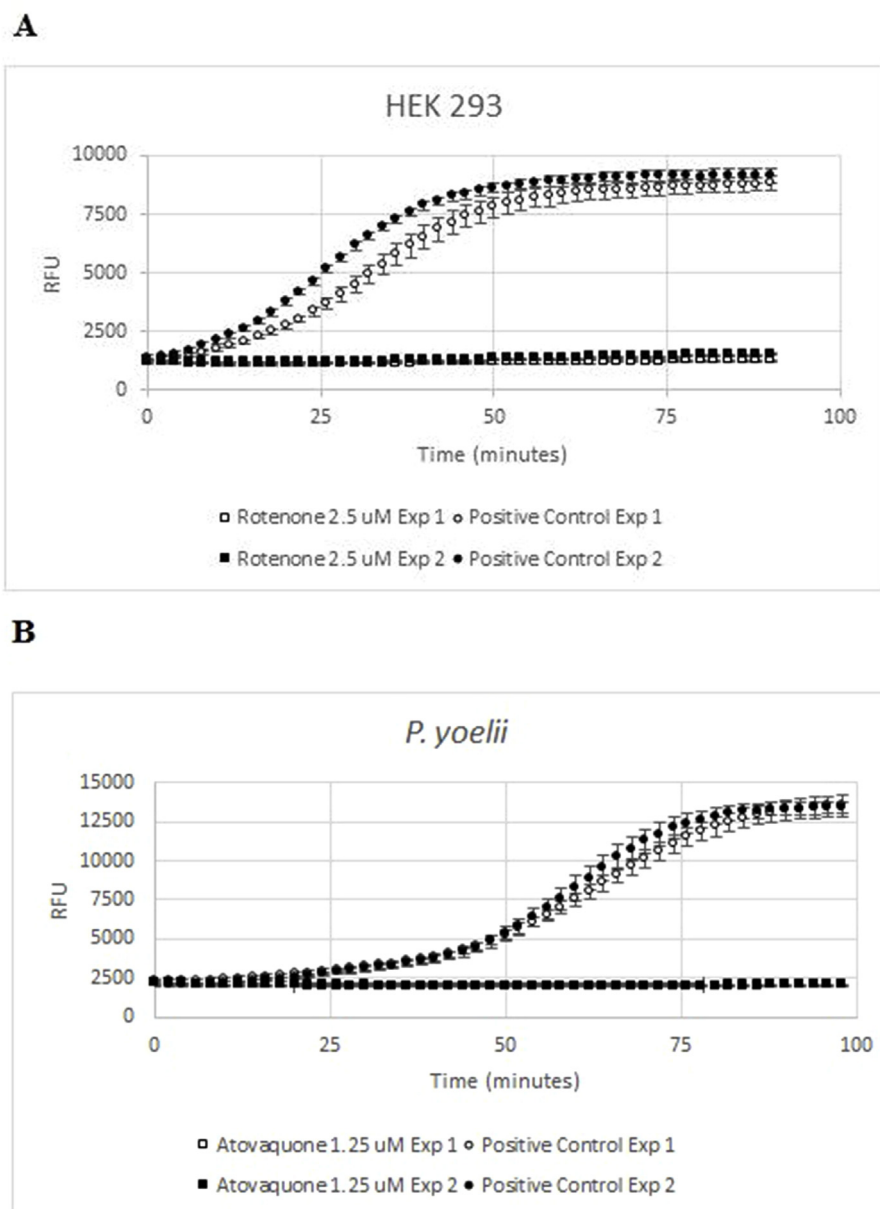 A
HEK 293
10000
7500
5000
2500
0
RFU
0 25 50 75 100
Time (minutes)
Rotenone 2.5 uM Exp 1 Positive Control Exp 1
Rotenone 2.5 uM Exp 2 Positive Control Exp 2
B
P. yoelii
15000
12500
10000
7500
5000
2500
0
RFU
0 25 50 75 100
Time (minutes)
Atovaquone 1.25 uM Exp 1 Positive Control Exp 1
Atovaquone 1.25 uM Exp 2 Positive Control Exp 2